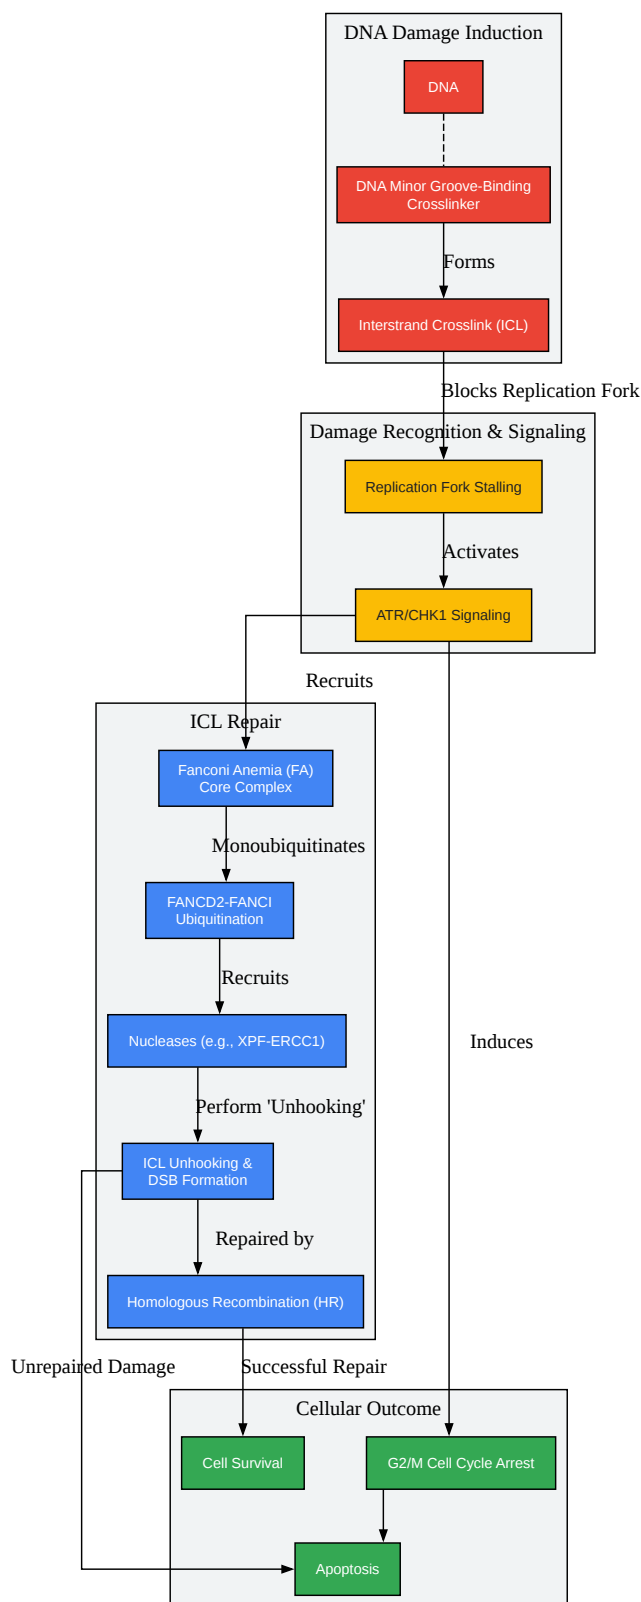 DNA Damage Induction
DNA
DNA Minor Groove-Binding
Crosslinker
Forms
Interstrand Crosslink (ICL)
Blocks Replication Fork
Damage Recognition & Signaling
Replication Fork Stalling
Activates
ATR/CHK1 Signaling
Recruits
ICL Repair
Fanconi Anemia (FA)
Core Complex
Monoubiquitinates
FANCD2-FANCI
Ubiquitination
Recruits
Nucleases (e.g., XPF-ERCC1)
Induces
Perform 'Unhooking'
ICL Unhooking &
DSB Formation
Repaired by
Homologous Recombination (HR)
Unrepaired Damage
Successful Repair
Cellular Outcome
Cell Survival
G2/M Cell Cycle Arrest
Apoptosis